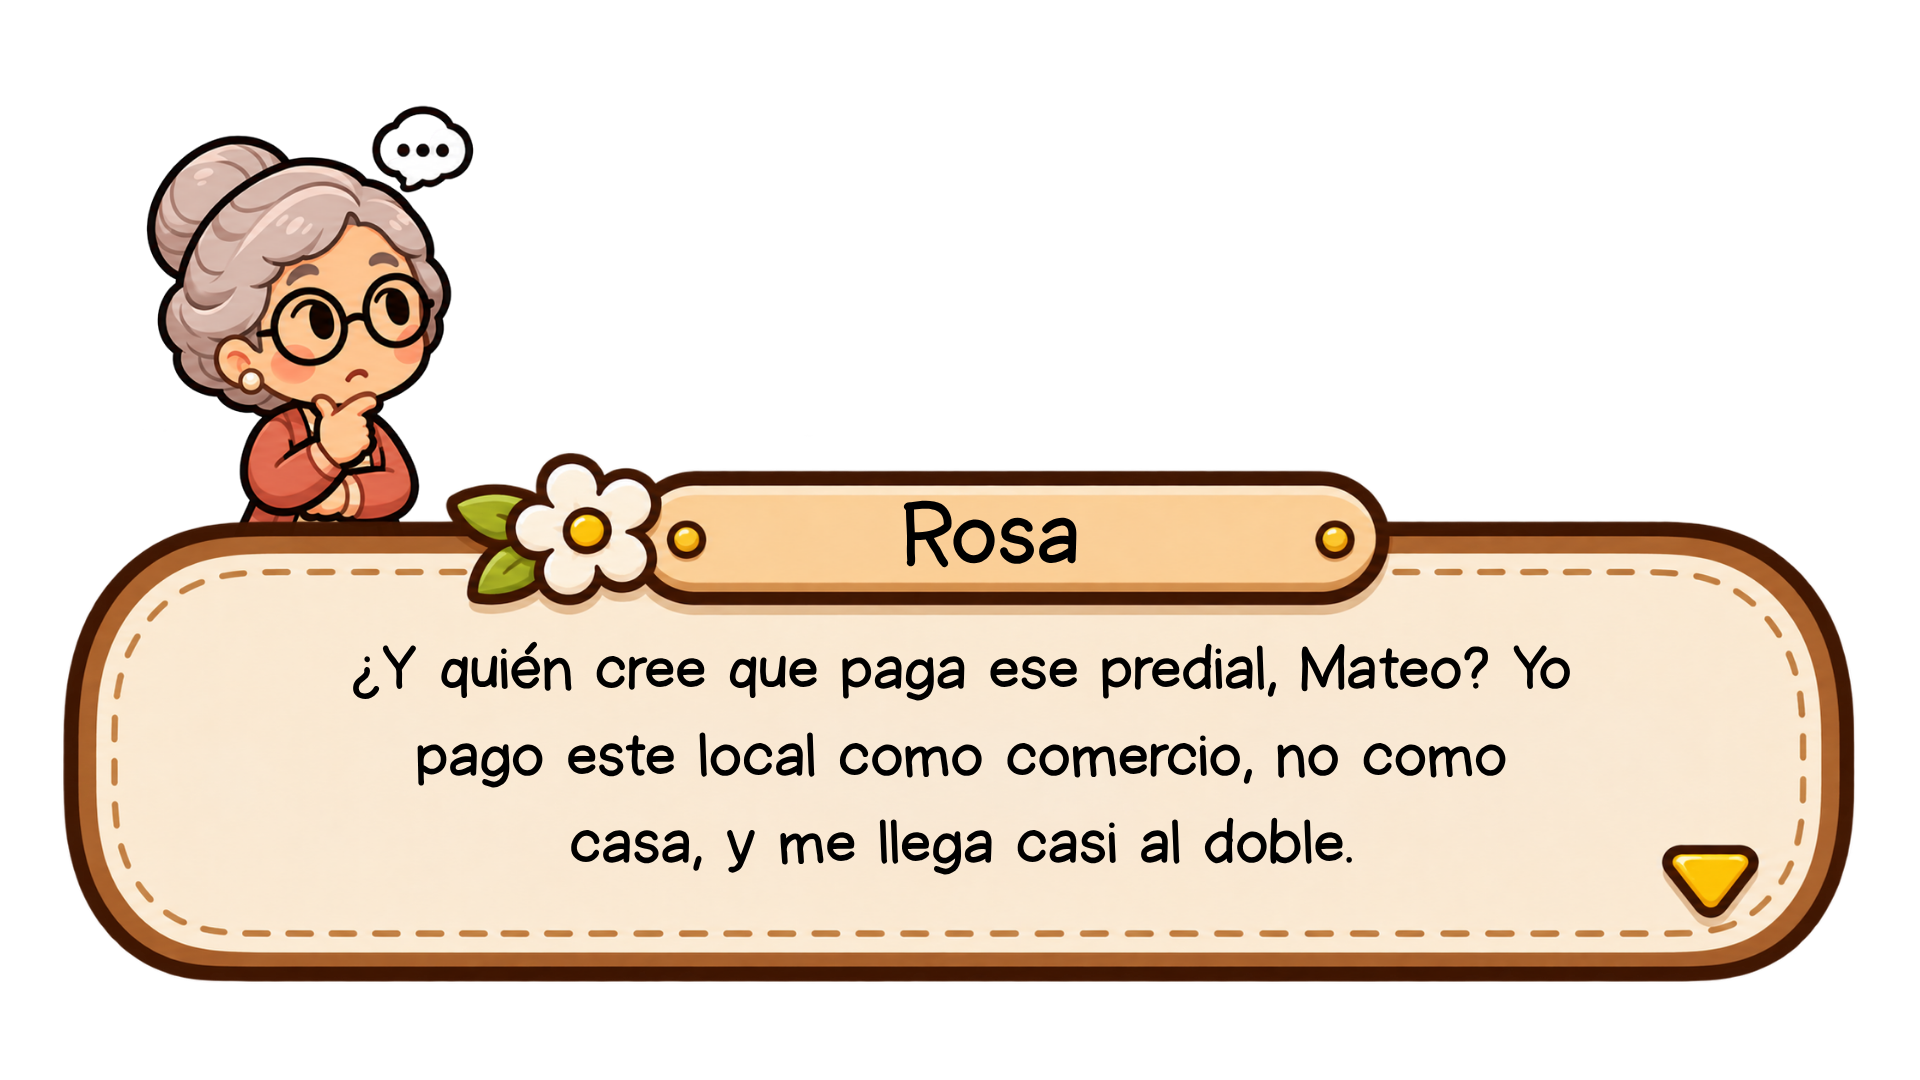 Rosa
¿Y quién cree que paga ese predial, Mateo? Yo
pago este local como comercio, no como
casa, y me llega casi al doble.